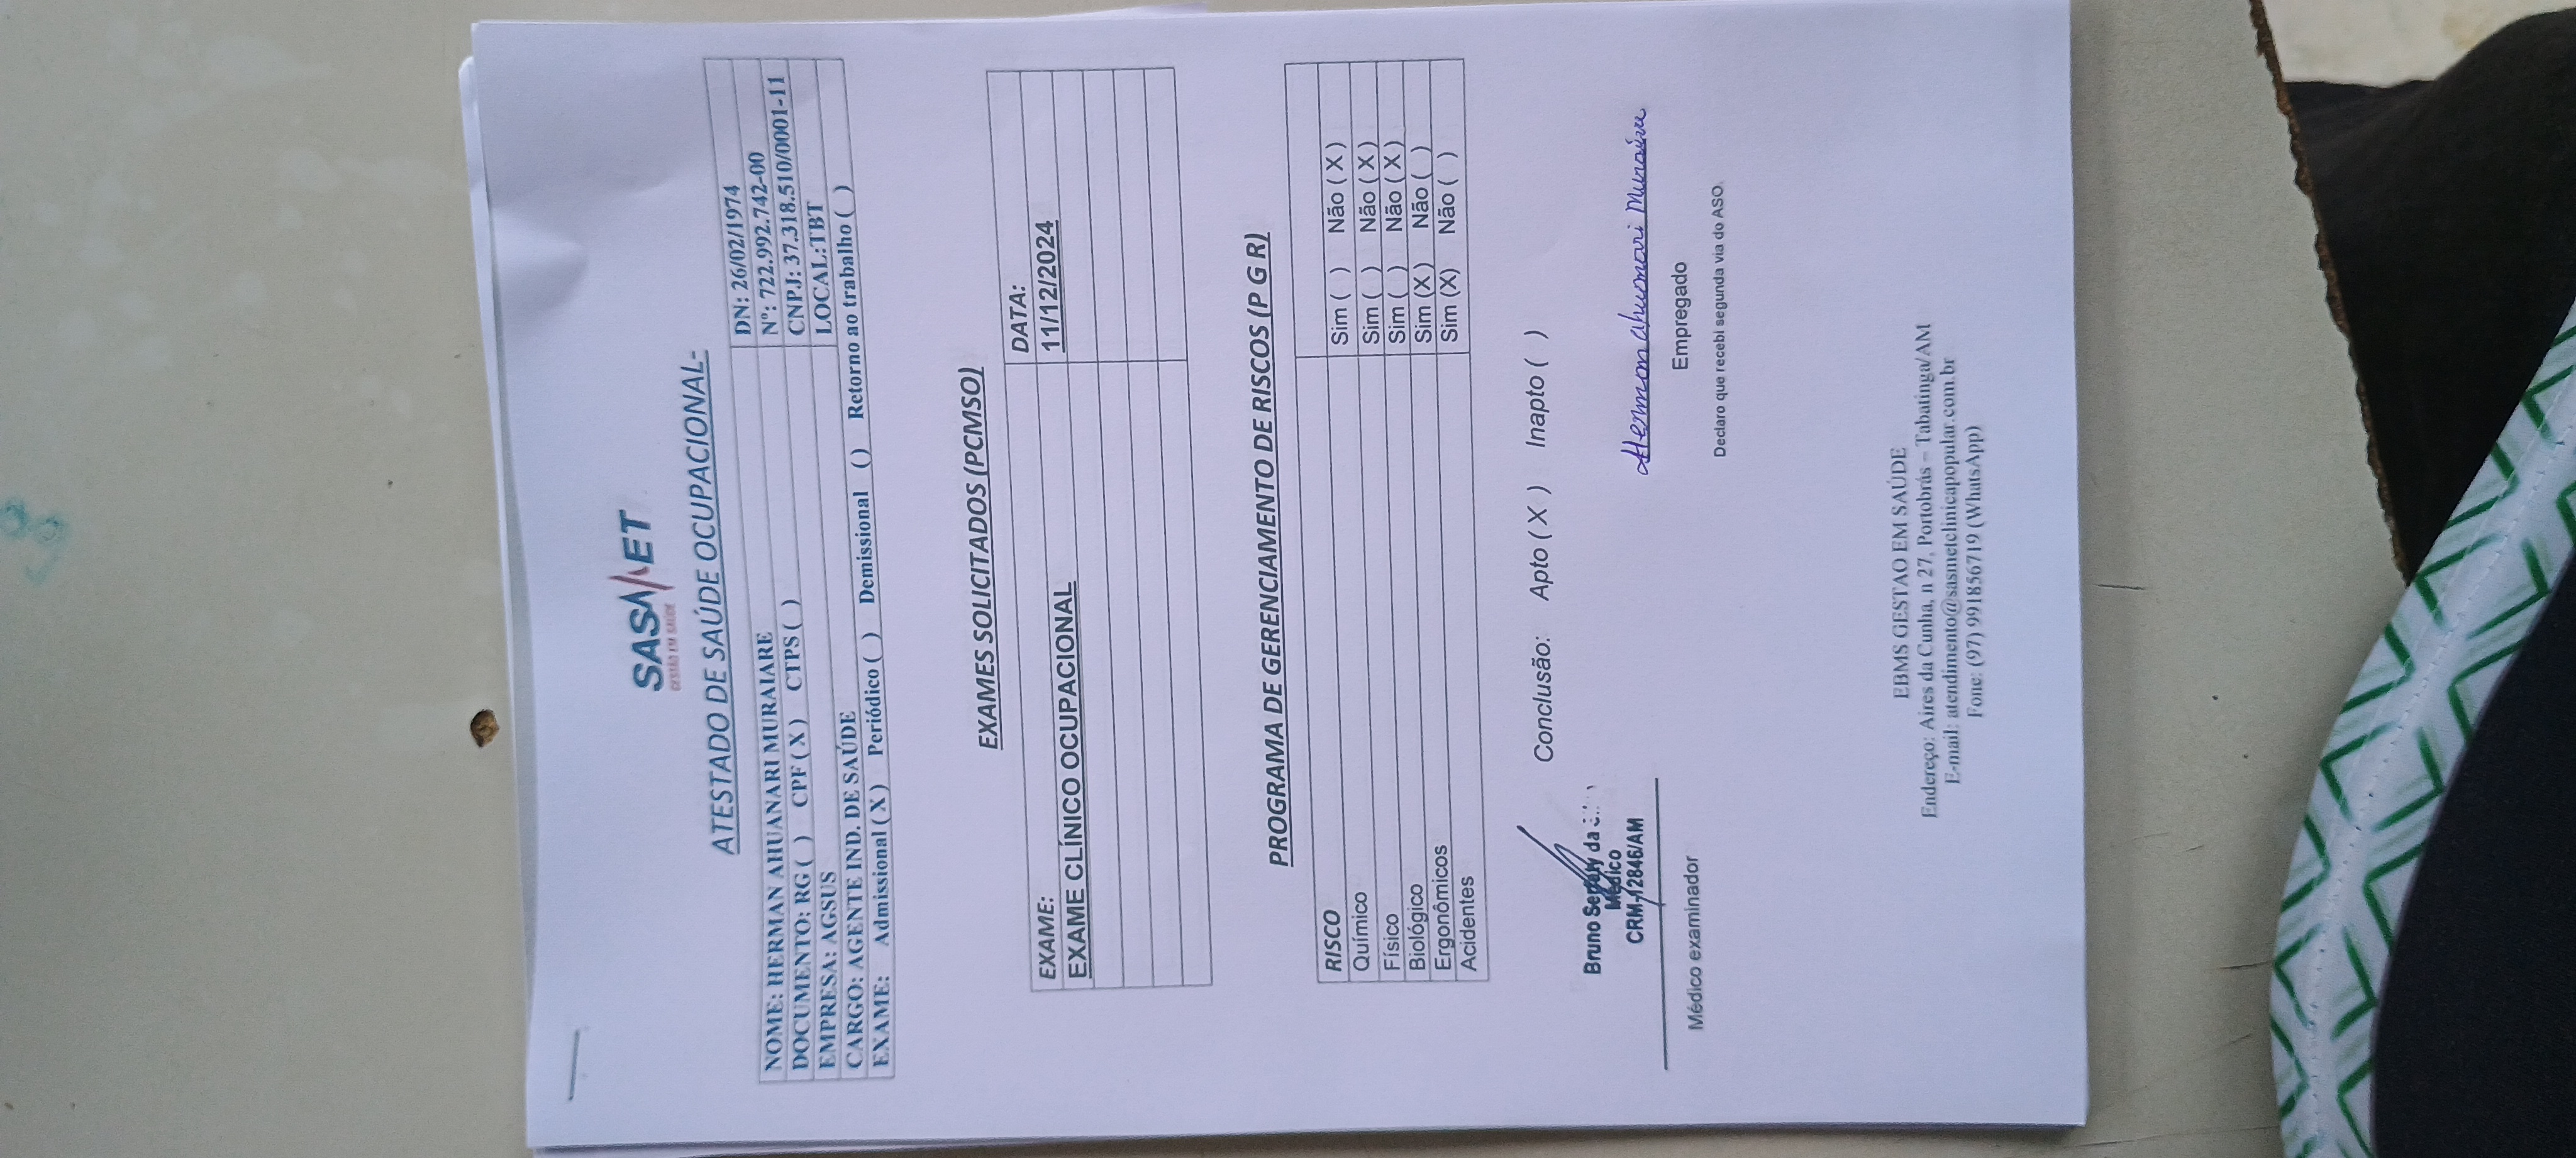 SASMET
GESTÃO EM SAÚDE
ATESTADO DE SAÚDE OCUPACIONAL-
NOME: HERMAN AHUANARI MURAIARE DN: 26/02/1974
DOCUMENTO: RG ( ) CPF ( X ) CTPS ( ) Nº: 722.992.742-00
EMPRESA: AGSUS CNPJ: 37.318.510/0001-11
CARGO: AGENTE IND. DE SAÚDE LOCAL:TBT
EXAME: Admissional ( X ) Periódico ( ) Demissional () Retorno ao trabalho ( )
EXAMES SOLICITADOS (PCMSO)
EXAME: DATA:
EXAME CLÍNICO OCUPACIONAL 11/12/2024
PROGRAMA DE GERENCIAMENTO DE RISCOS (P G R)
RISCO
Químico Sim ( ) Não ( X )
Físico Sim ( ) Não ( X )
Biológico Sim ( ) Não ( X )
Ergonômicos Sim (X ) Não ( )
Acidentes Sim (X) Não ( )
Conclusão: Apto ( X ) Inapto ( )
Bruno Serfaty da
Médico
CRM-12846/AM
Médico examinador
Herman Ahuanari
Empregado
Declaro que recebi segunda via do ASO.
EBMS GESTAO EM SAÚDE
Endereço: Aires da Cunha, n 27, Portobrás – Tabatinga/AM
E-mail: atendimento@sasmetclinicapopular.com.br
Fone: (97) 991856719 (WhatsApp)